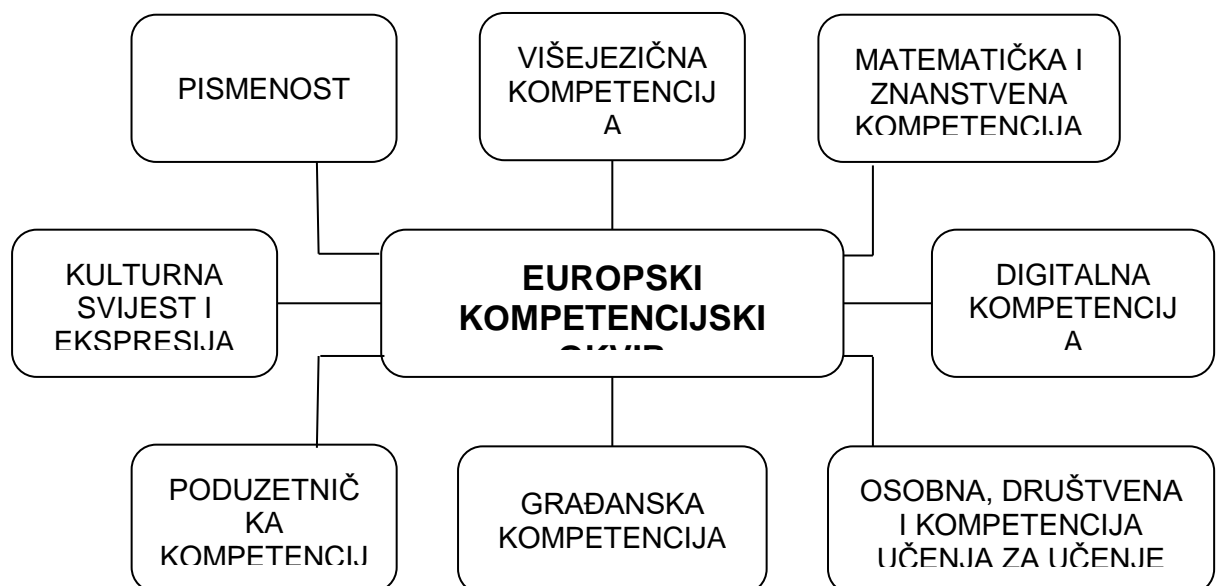 PISMENOST
VIŠEJEZIČNA
KOMPETENCIJ
A
MATEMATIČKA I
ZNANSTVENA
KOMPETENCIJA
KULTURNA
SVIJEST I
EKSPRESIJA
EUROPSKI
KOMPETENCIJSKI
OKVIR
DIGITALNA
KOMPETENCIJ
A
PODUZETNIČ
KA
KOMPETENCIJ
GRAĐANSKA
KOMPETENCIJA
OSOBNA, DRUŠTVENA
I KOMPETENCIJA
UČENJA ZA UČENJE